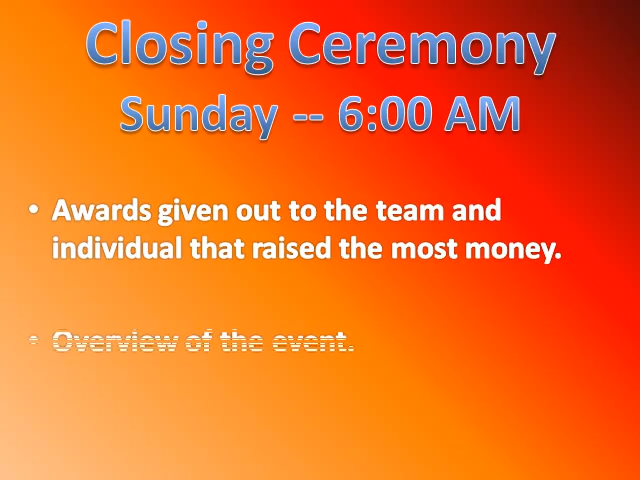 Closing Ceremony
Sunday -- 6:00 AM
• Awards given out to the team and
individual that raised the most money.
• Overview of the event.